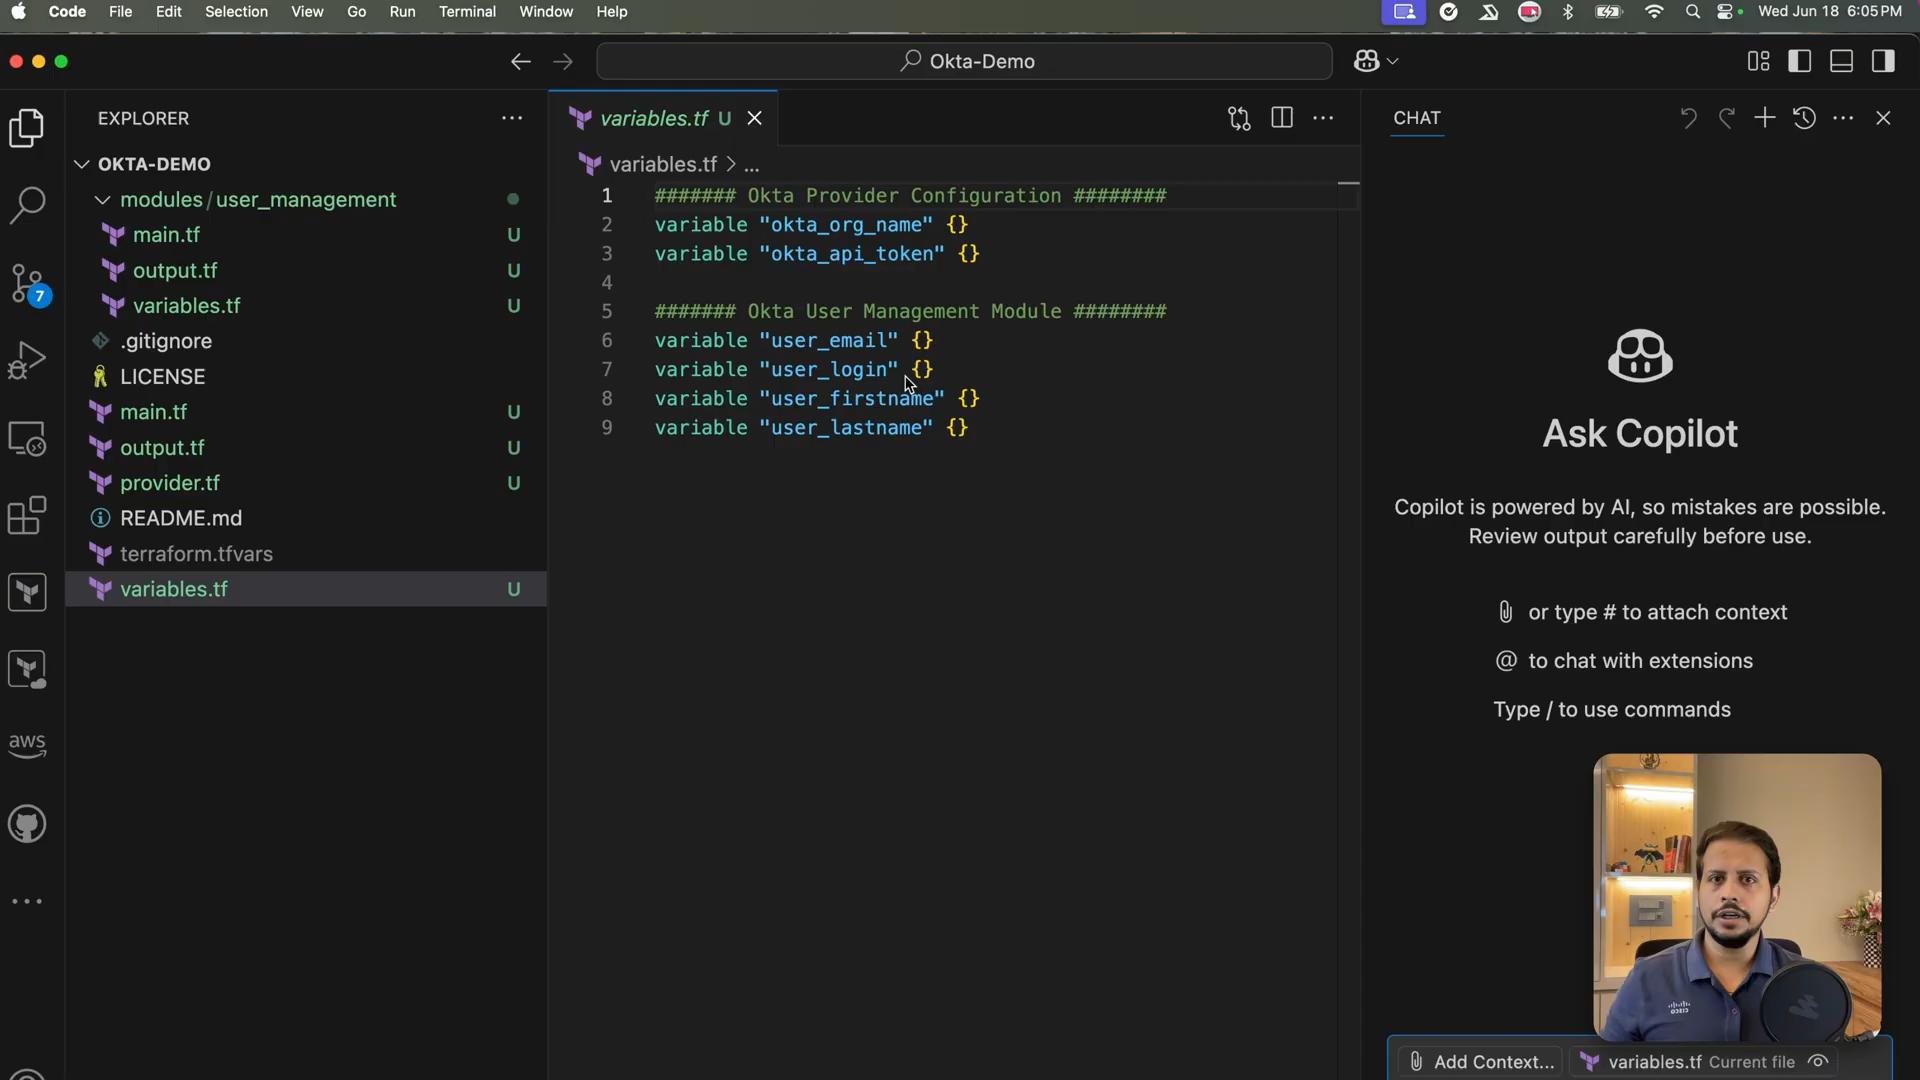 Code File Edit Selection View Go Run Terminal Window Help
Wed Jun 18 6:05 PM
Okta-Demo
EXPLORER
OKTA-DEMO
modules/user_management
main.tf U
output.tf U
variables.tf U
.gitignore
LICENSE
main.tf U
output.tf U
provider.tf U
README.md
terraform.tfvars
variables.tf U
7
aws
variables.tf U
variables.tf > ...
1 ####### Okta Provider Configuration ########
2 variable "okta_org_name" {}
3 variable "okta_api_token" {}
4
5 ####### Okta User Management Module ########
6 variable "user_email" {}
7 variable "user_login" {}
8 variable "user_firstname" {}
9 variable "user_lastname" {}
CHAT
Ask Copilot
Copilot is powered by AI, so mistakes are possible.
Review output carefully before use.
or type # to attach context
@ to chat with extensions
Type / to use commands
CISCO
Add Context... variables.tf Current file